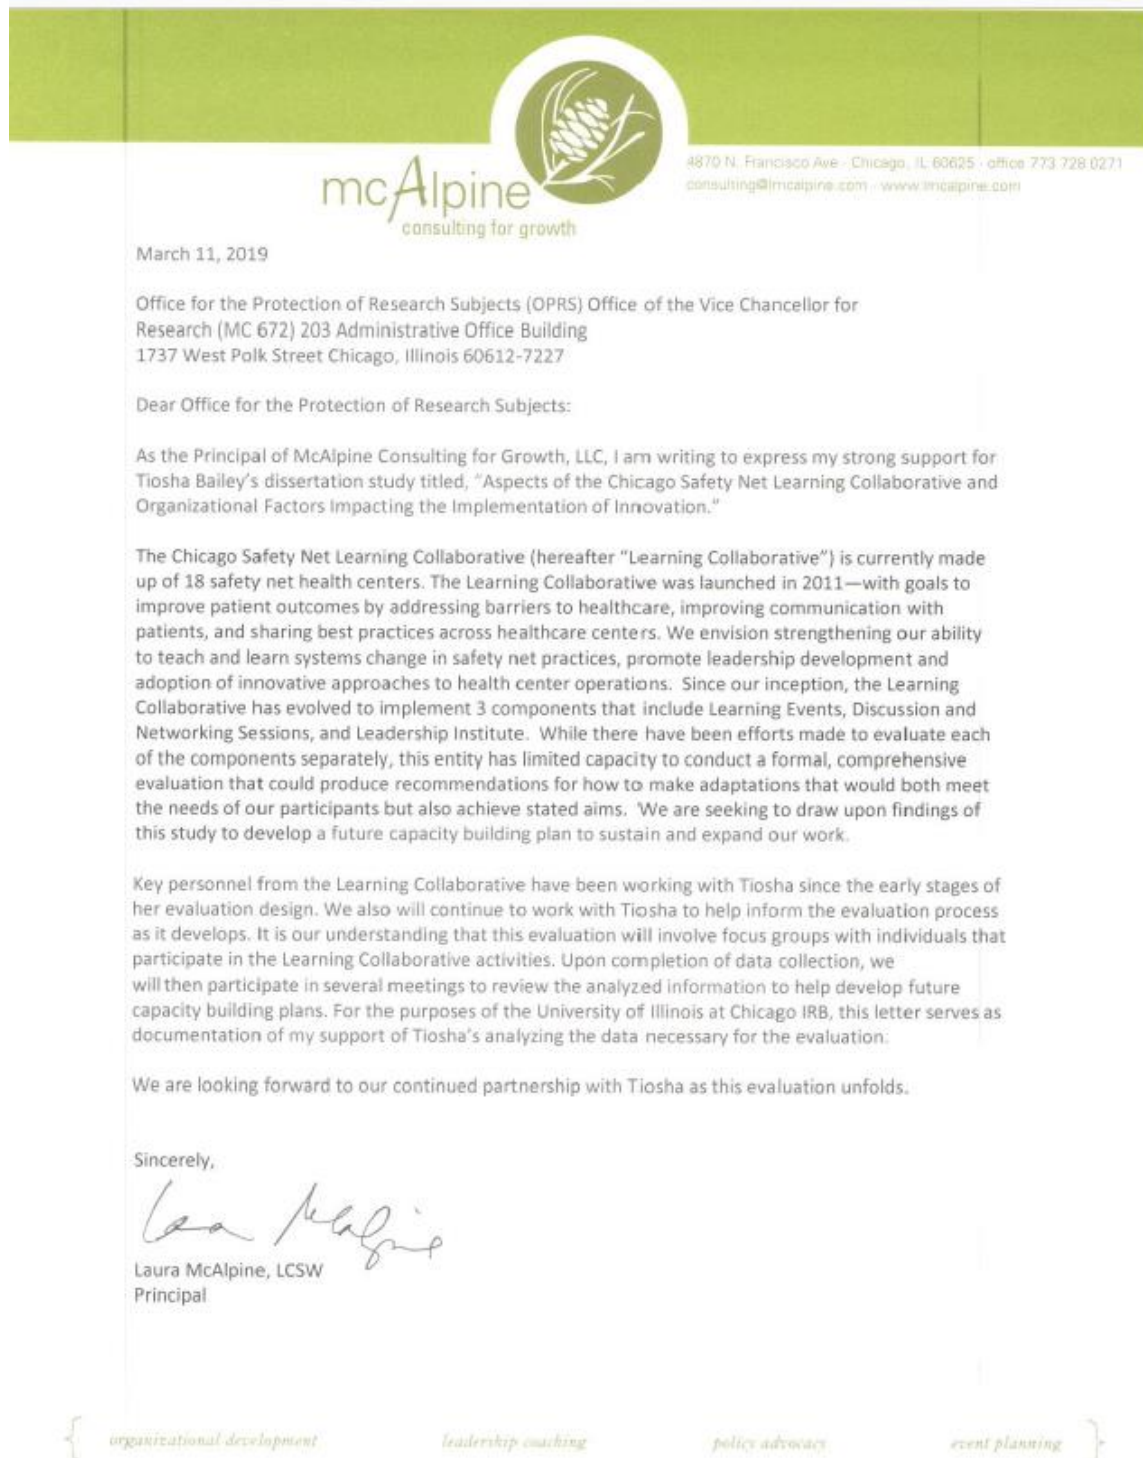 mcAlpine
consulting for growth
4870 N. Francisco Ave · Chicago, IL 60625 · office 773 728 0271
consulting@lmcalpine.com · www.lmcalpine.com
March 11, 2019
Office for the Protection of Research Subjects (OPRS) Office of the Vice Chancellor for
Research (MC 672) 203 Administrative Office Building
1737 West Polk Street Chicago, Illinois 60612-7227
Dear Office for the Protection of Research Subjects:
As the Principal of McAlpine Consulting for Growth, LLC, I am writing to express my strong support for
Tiosha Bailey's dissertation study titled, "Aspects of the Chicago Safety Net Learning Collaborative and
Organizational Factors Impacting the Implementation of Innovation."
The Chicago Safety Net Learning Collaborative (hereafter "Learning Collaborative") is currently made
up of 18 safety net health centers. The Learning Collaborative was launched in 2011—with goals to
improve patient outcomes by addressing barriers to healthcare, improving communication with
patients, and sharing best practices across healthcare centers. We envision strengthening our ability
to teach and learn systems change in safety net practices, promote leadership development and
adoption of innovative approaches to health center operations. Since our inception, the Learning
Collaborative has evolved to implement 3 components that include Learning Events, Discussion and
Networking Sessions, and Leadership Institute. While there have been efforts made to evaluate each
of the components separately, this entity has limited capacity to conduct a formal, comprehensive
evaluation that could produce recommendations for how to make adaptations that would both meet
the needs of our participants but also achieve stated aims. We are seeking to draw upon findings of
this study to develop a future capacity building plan to sustain and expand our work.
Key personnel from the Learning Collaborative have been working with Tiosha since the early stages of
her evaluation design. We also will continue to work with Tiosha to help inform the evaluation process
as it develops. It is our understanding that this evaluation will involve focus groups with individuals that
participate in the Learning Collaborative activities. Upon completion of data collection, we
will then participate in several meetings to review the analyzed information to help develop future
capacity building plans. For the purposes of the University of Illinois at Chicago IRB, this letter serves as
documentation of my support of Tiosha's analyzing the data necessary for the evaluation.
We are looking forward to our continued partnership with Tiosha as this evaluation unfolds.
Sincerely,
Laura McAlpine
Laura McAlpine, LCSW
Principal
organizational development leadership coaching policy advocacy event planning